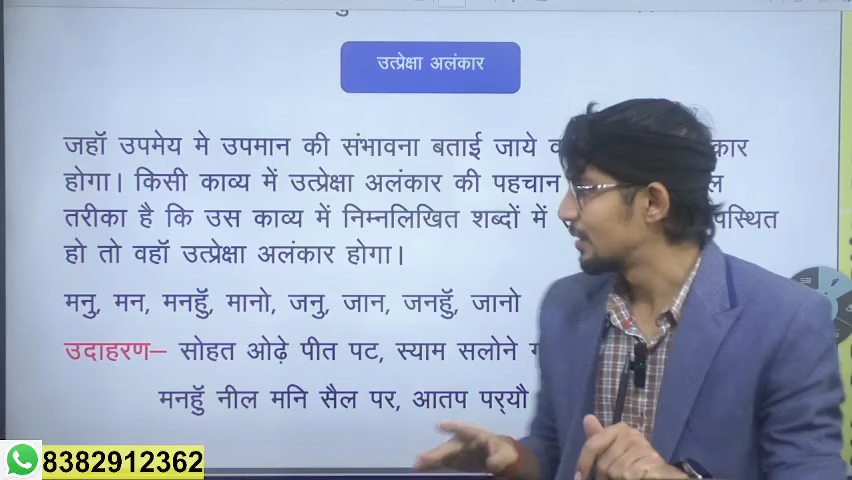 उत्प्रेक्षा अलंकार
जहॉ उपमेय मे उपमान की संभावना बताई जाये
होगा। किसी काव्य में उत्प्रेक्षा अलंकार की पहचान
तरीका है कि उस काव्य में निम्नलिखित शब्दों में
हो तो वहॉ उत्प्रेक्षा अलंकार होगा।
मनु, मन, मनहुॅ, मानो, जनु, जान, जनहुॅ, जानो
उदाहरण– सोहत ओढ़े पीत पट, स्याम सलोने
मनहुॅ नील मनि सैल पर, आतप पर्‌यौ
8382912362